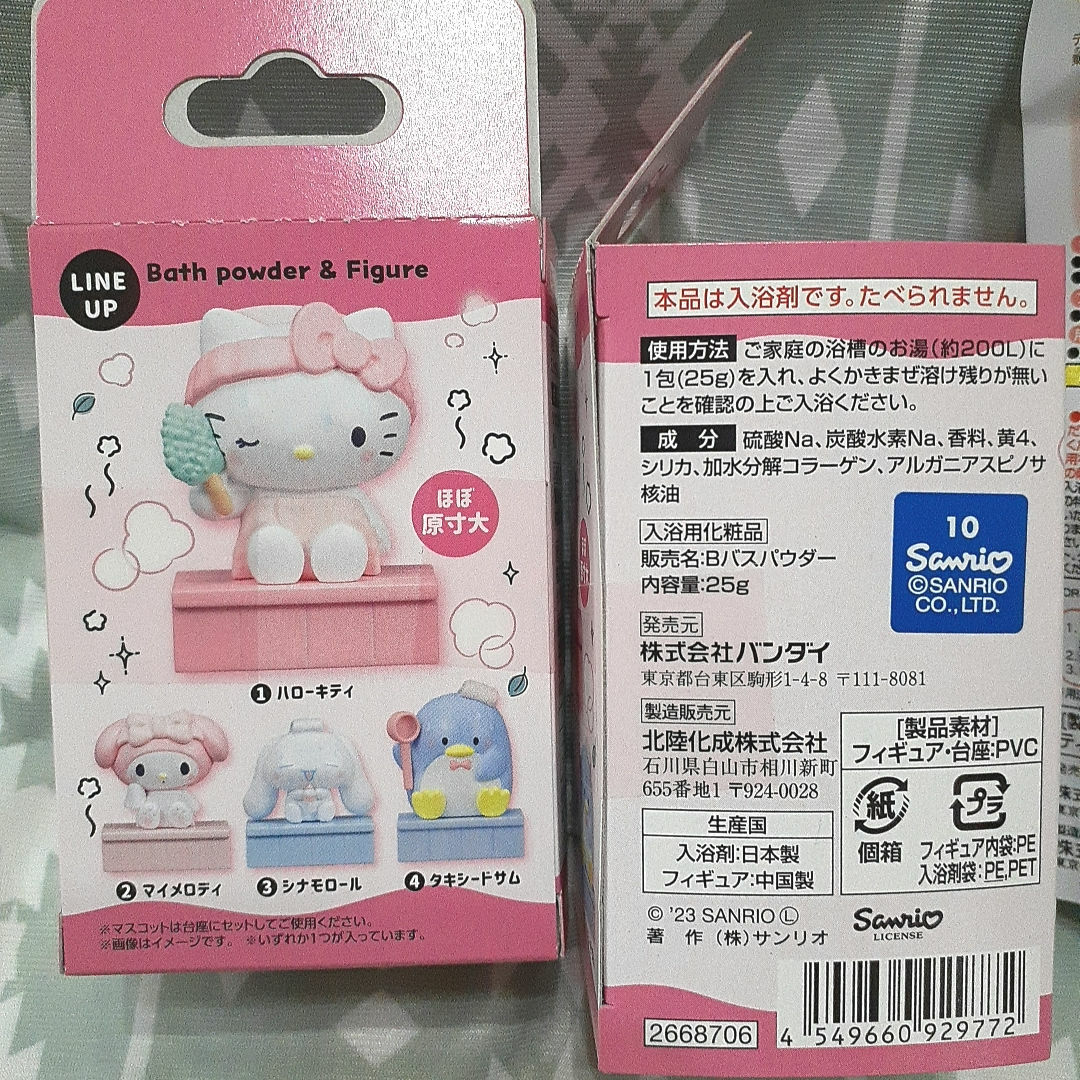 LINE
UP
Bath powder & Figure
ほぼ
原寸大
1 ハローキティ
2 マイメロディ
3 シナモロール
4 タキシードサム
※マスコットは台座にセットしてご使用ください。
※画像はイメージです。 ※いずれか1つが入っています。
本品は入浴剤です。たべられません。
使用方法 ご家庭の浴槽のお湯(約200L)に
1包(25g)を入れ、よくかきまぜ溶け残りが無い
ことを確認の上ご入浴ください。
成分 硫酸Na、炭酸水素Na、香料、黄4、
シリカ、加水分解コラーゲン、アルガニアスピノサ
核油
入浴用化粧品
販売名:Bバスパウダー
内容量:25g
10
Sanrio
©SANRIO
CO.,LTD.
発売元
株式会社バンダイ
東京都台東区駒形1-4-8 〒111-8081
製造販売元
北陸化成株式会社
石川県白山市相川新町
655番地1 〒924-0028
[製品素材]
フィギュア・台座:PVC
紙
個箱
プラ
フィギュア内袋:PE
入浴剤袋:PE,PET
生産国
入浴剤:日本製
フィギュア:中国製
© '23 SANRIO Ⓛ
著作(株)サンリオ
Sanrio
LICENSE
2668706
4 549660 929772